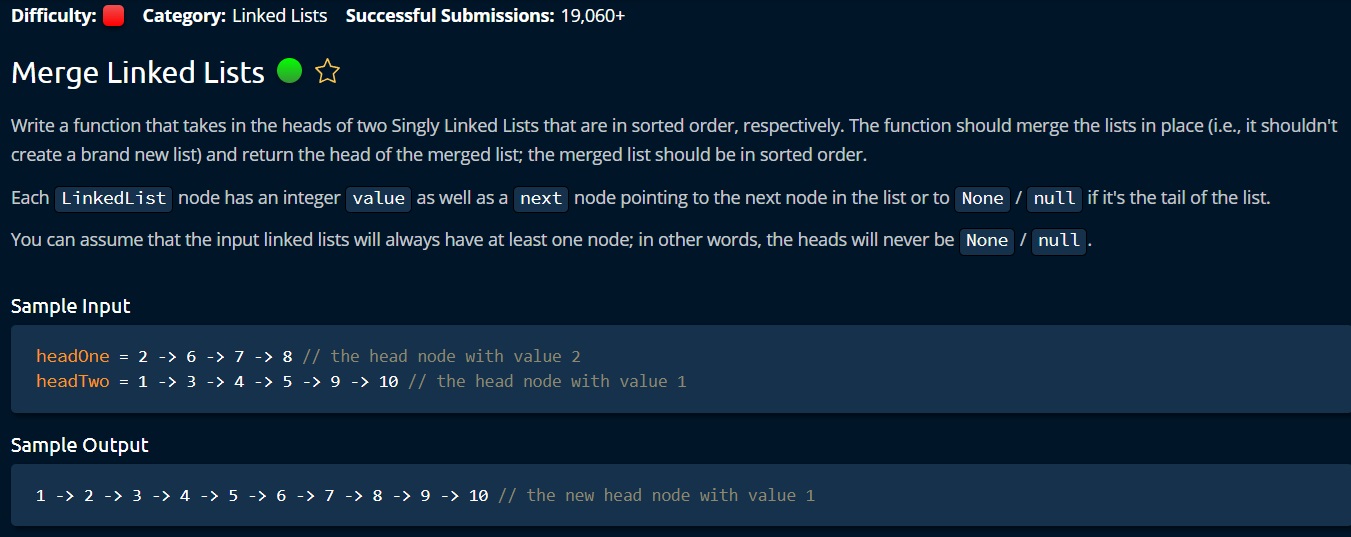 Difficulty: Category: Linked Lists Successful Submissions: 19,060+
Merge Linked Lists
Write a function that takes in the heads of two Singly Linked Lists that are in sorted order, respectively. The function should merge the lists in place (i.e., it shouldn't
create a brand new list) and return the head of the merged list; the merged list should be in sorted order.
Each LinkedList node has an integer value as well as a next node pointing to the next node in the list or to None / null if it's the tail of the list.
You can assume that the input linked lists will always have at least one node; in other words, the heads will never be None / null.
Sample Input
headOne = 2 -> 6 -> 7 -> 8 // the head node with value 2
headTwo = 1 -> 3 -> 4 -> 5 -> 9 -> 10 // the head node with value 1
Sample Output
1 -> 2 -> 3 -> 4 -> 5 -> 6 -> 7 -> 8 -> 9 -> 10 // the new head node with value 1